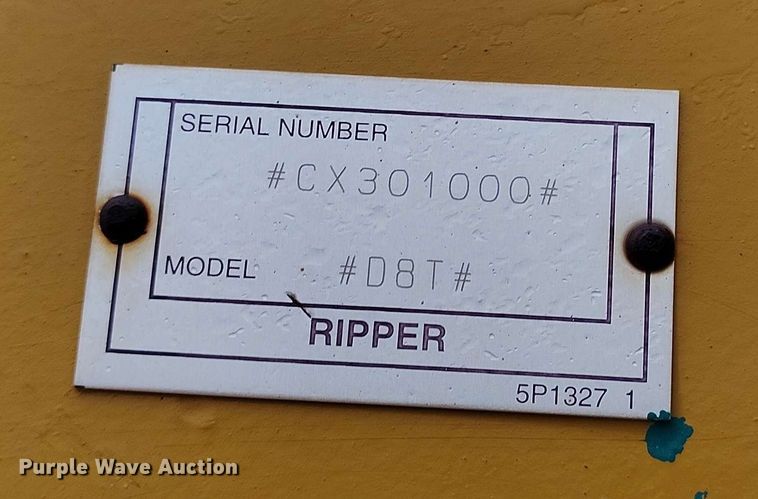 SERIAL NUMBER
#CX301000#
MODEL #D8T#
RIPPER
5P1327 1
Purple Wave Auction